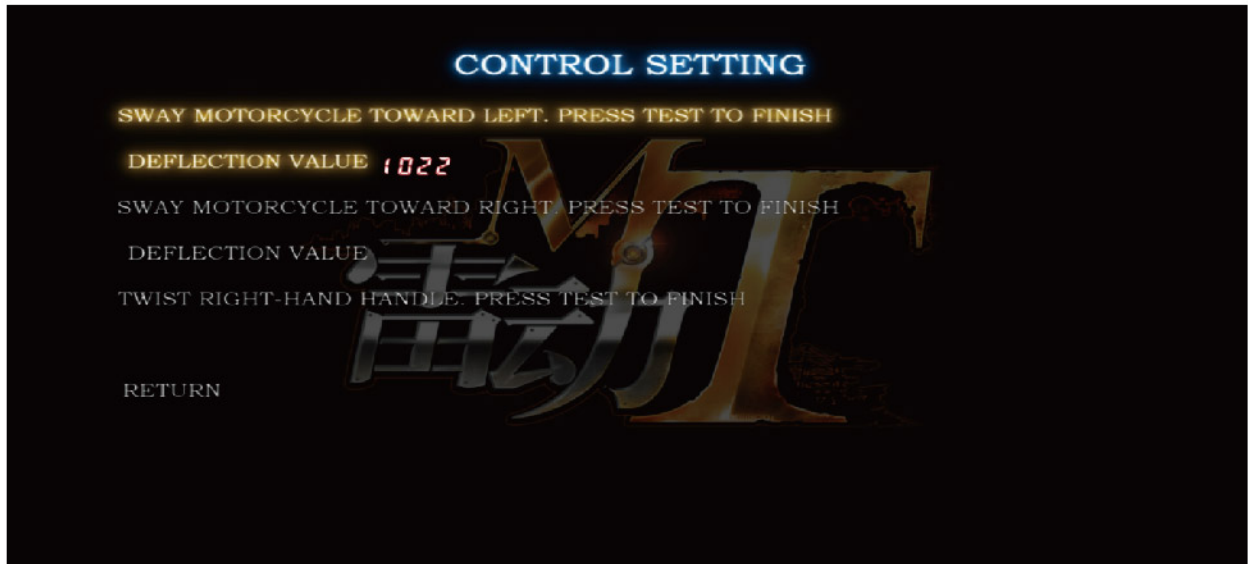 CONTROL SETTING
SWAY MOTORCYCLE TOWARD LEFT. PRESS TEST TO FINISH
DEFLECTION VALUE 1022
SWAY MOTORCYCLE TOWARD RIGHT. PRESS TEST TO FINISH
DEFLECTION VALUE
TWIST RIGHT-HAND HANDLE. PRESS TEST TO FINISH
RETURN
MT
雷动